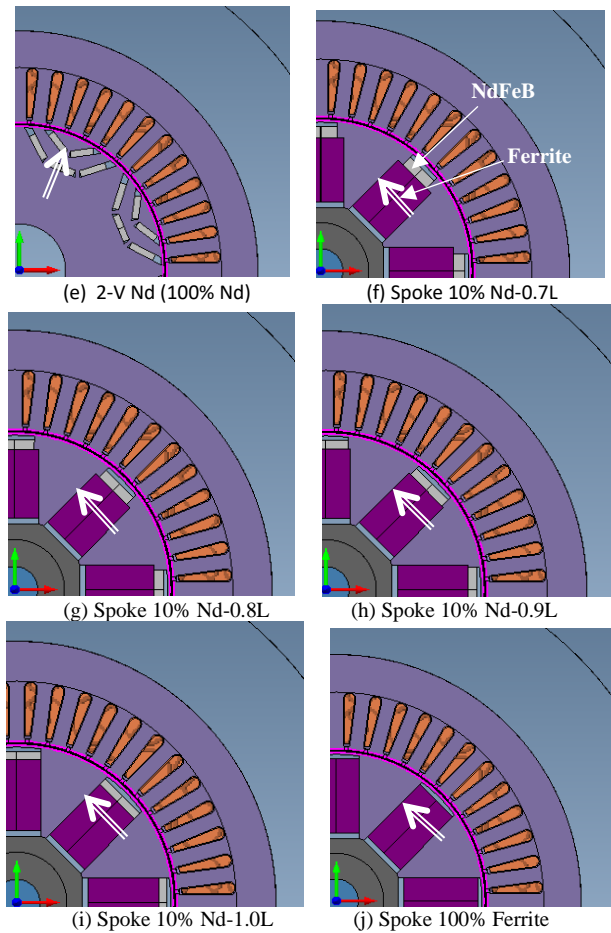 NdFeB
Ferrite
(e) 2-V Nd (100% Nd)
(f) Spoke 10% Nd-0.7L
(g) Spoke 10% Nd-0.8L
(h) Spoke 10% Nd-0.9L
(i) Spoke 10% Nd-1.0L
(j) Spoke 100% Ferrite